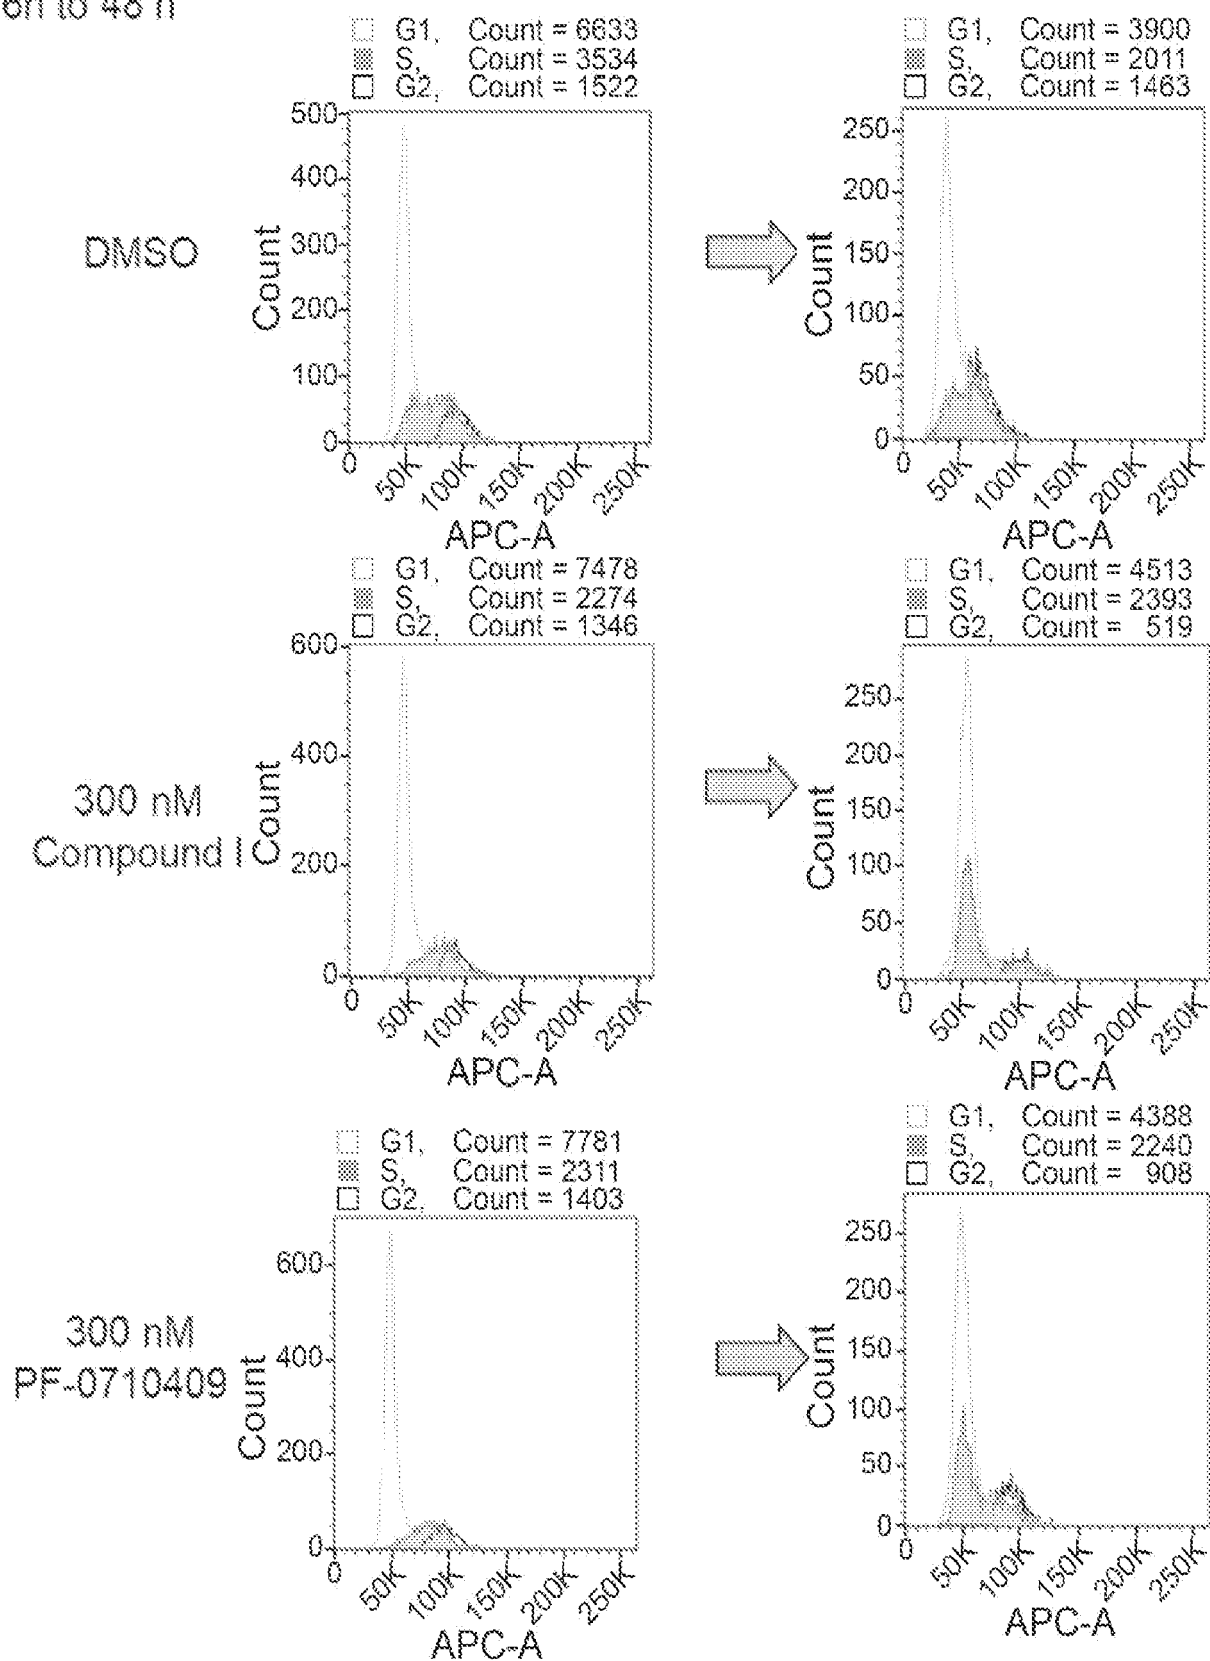 6h to 48 h
G1, Count = 6633
S, Count = 3534
G2, Count = 1522
500
400
300
200
100
0
Count
0 50K 100K 150K 200K 250K
APC-A
DMSO
G1, Count = 3900
S, Count = 2011
G2, Count = 1463
250
200
150
100
50
0
Count
0 50K 100K 150K 200K 250K
APC-A
G1, Count = 7478
S, Count = 2274
G2, Count = 1346
600
400
200
0
Count
0 50K 100K 150K 200K 250K
APC-A
300 nM
Compound I
G1, Count = 4513
S, Count = 2393
G2, Count = 519
250
200
150
100
50
0
Count
0 50K 100K 150K 200K 250K
APC-A
G1, Count = 7781
S, Count = 2311
G2, Count = 1403
600
400
200
0
Count
0 50K 100K 150K 200K 250K
APC-A
300 nM
PF-0710409
G1, Count = 4388
S, Count = 2240
G2, Count = 908
250
200
150
100
50
0
Count
0 50K 100K 150K 200K 250K
APC-A